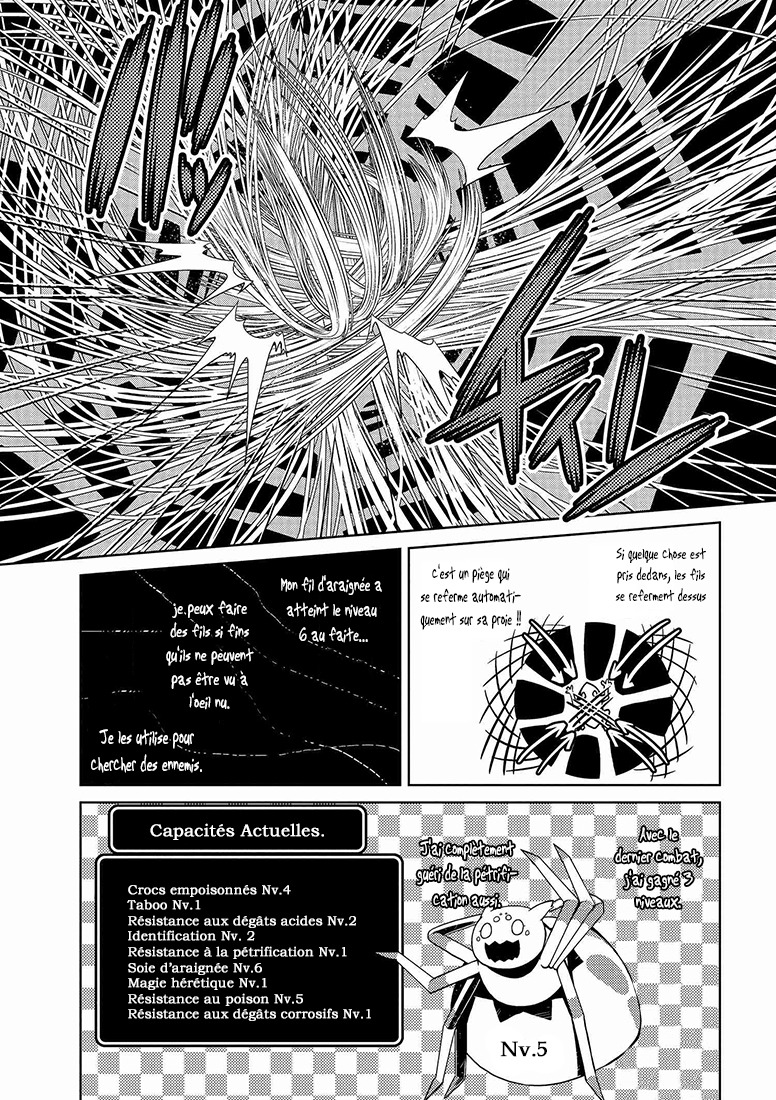 アイレ
Si quelque chose est
pris dedans, les fils
se referment dessus
C'est un piège qui
se referme automati-
quement sur sa proie !!
Mon fil d'araignée a
atteint le niveau
6 au faite...
je peux faire
des fils si fins
qu'ils ne peuvent
pas être vu à
l'oeil nu.
Je les utilise pour
chercher des ennemis.
Avec le
dernier combat,
j'ai gagné 3
niveaux.
J'ai complètement
guéri de la pétrifi-
cation aussi.
Capacités Actuelles.
Crocs empoisonnés Nv.4
Taboo Nv.1
Résistance aux dégâts acides Nv.2
Identification Nv. 2
Résistance à la pétrification Nv.1
Soie d'araignée Nv.6
Magie hérétique Nv.1
Résistance au poison Nv.5
Résistance aux dégâts corrosifs Nv.1
Nv.5